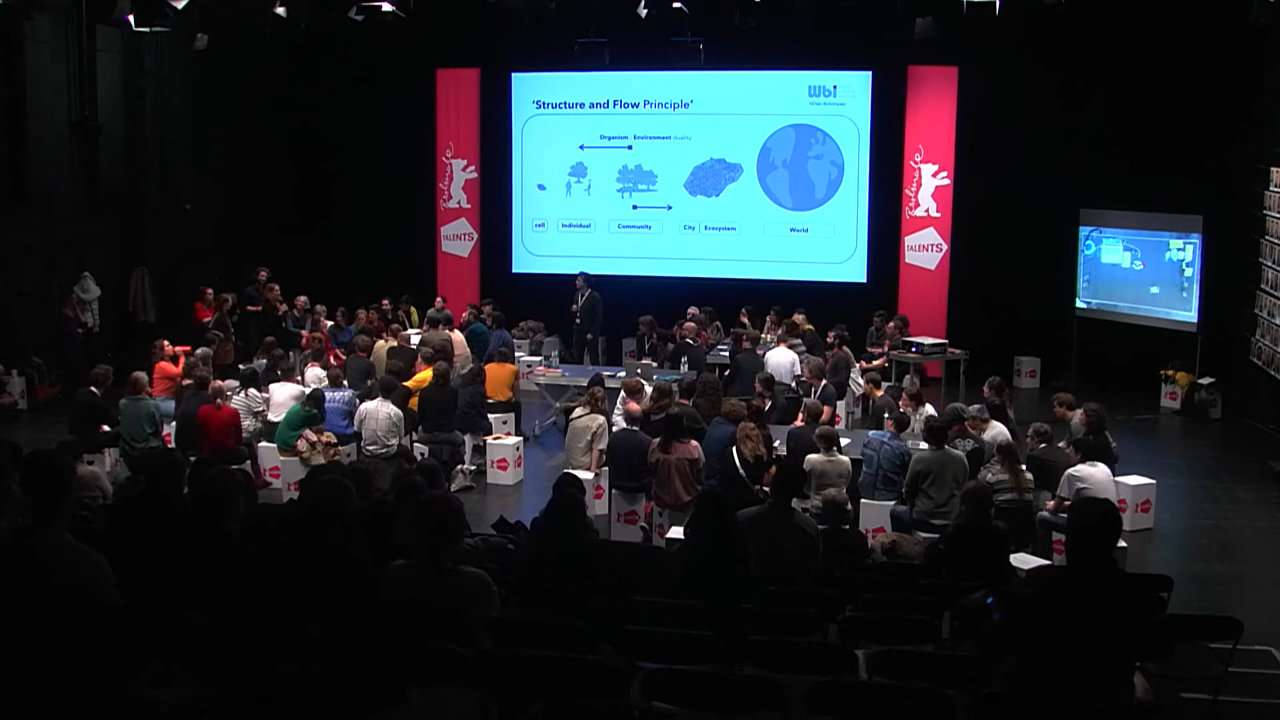 'Structure and Flow Principle'
Wbi
Organism : Environment duality
cell
Individual
Community
City
Ecosystem
World
Berlinale
TALENTS
Berlinale
TALENTS